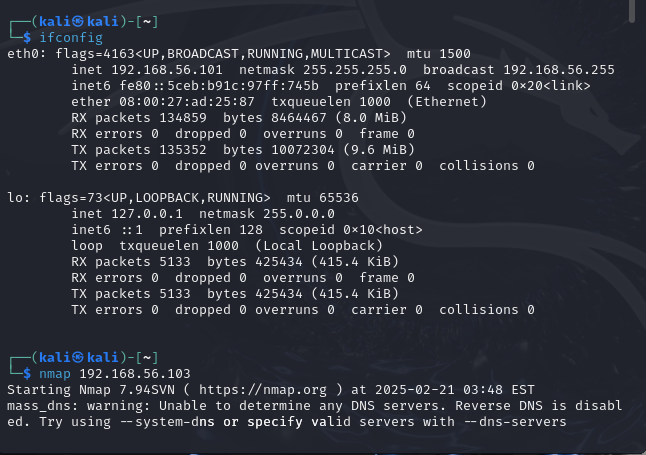 ┌──(kali㉿kali)-[~]
└─$ ifconfig
eth0: flags=4163<UP,BROADCAST,RUNNING,MULTICAST>  mtu 1500
        inet 192.168.56.101  netmask 255.255.255.0  broadcast 192.168.56.255
        inet6 fe80::5ceb:b91c:97ff:745b  prefixlen 64  scopeid 0x20<link>
        ether 08:00:27:ad:25:87  txqueuelen 1000  (Ethernet)
        RX packets 134859  bytes 8464467 (8.0 MiB)
        RX errors 0  dropped 0  overruns 0  frame 0
        TX packets 135352  bytes 10072304 (9.6 MiB)
        TX errors 0  dropped 0 overruns 0  carrier 0  collisions 0

lo: flags=73<UP,LOOPBACK,RUNNING>  mtu 65536
        inet 127.0.0.1  netmask 255.0.0.0
        inet6 ::1  prefixlen 128  scopeid 0x10<host>
        loop  txqueuelen 1000  (Local Loopback)
        RX packets 5133  bytes 425434 (415.4 KiB)
        RX errors 0  dropped 0  overruns 0  frame 0
        TX packets 5133  bytes 425434 (415.4 KiB)
        TX errors 0  dropped 0 overruns 0  carrier 0  collisions 0

┌──(kali㉿kali)-[~]
└─$ nmap 192.168.56.103
Starting Nmap 7.94SVN ( https://nmap.org ) at 2025-02-21 03:48 EST
mass_dns: warning: Unable to determine any DNS servers. Reverse DNS is disabl
ed. Try using --system-dns or specify valid servers with --dns-servers